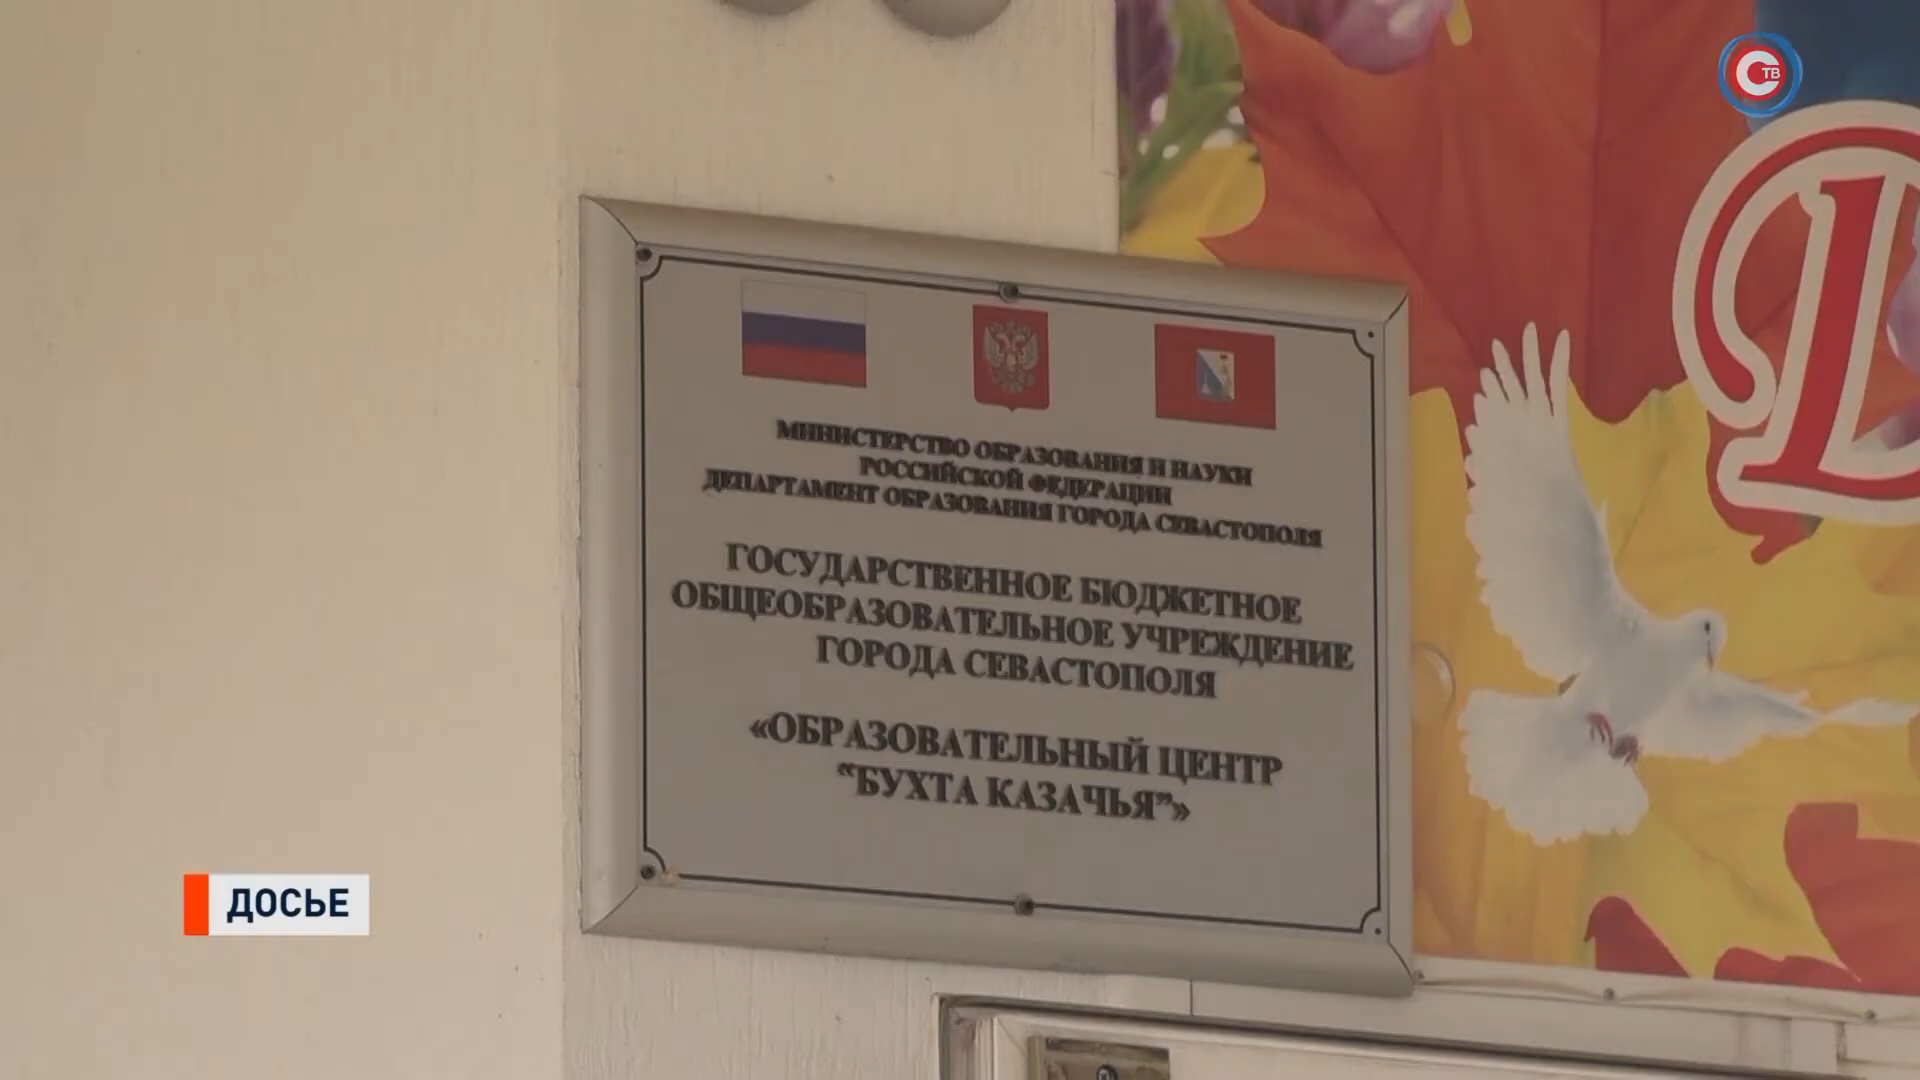 СТВ
МИНИСТЕРСТВО ОБРАЗОВАНИЯ И НАУКИ
РОССИЙСКОЙ ФЕДЕРАЦИИ
ДЕПАРТАМЕНТ ОБРАЗОВАНИЯ ГОРОДА СЕВАСТОПОЛЯ
ГОСУДАРСТВЕННОЕ БЮДЖЕТНОЕ
ОБЩЕОБРАЗОВАТЕЛЬНОЕ УЧРЕЖДЕНИЕ
ГОРОДА СЕВАСТОПОЛЯ
«ОБРАЗОВАТЕЛЬНЫЙ ЦЕНТР
“БУХТА КАЗАЧЬЯ”»
ДОСЬЕ